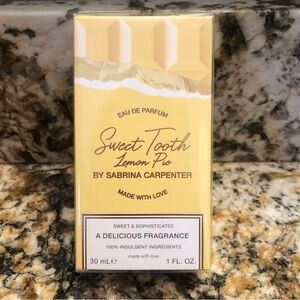 EAU DE PARFUM
Sweet Tooth
Lemon Pie
BY SABRINA CARPENTER
MADE WITH LOVE
SWEET & SOPHISTICATED
A DELICIOUS FRAGRANCE
100% INDULGENT INGREDIENTS
made with love
30 mL℮ 1 FL. OZ.